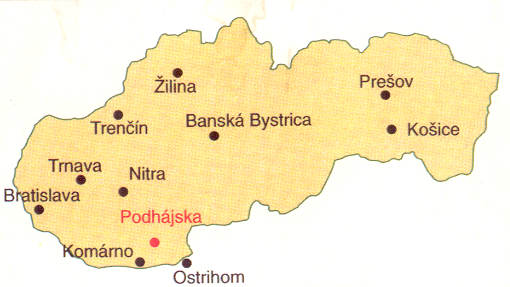 Žilina
Prešov
Trenčín
Banská Bystrica
Košice
Trnava
Nitra
Bratislava
Podhájska
Komárno
Ostrihom